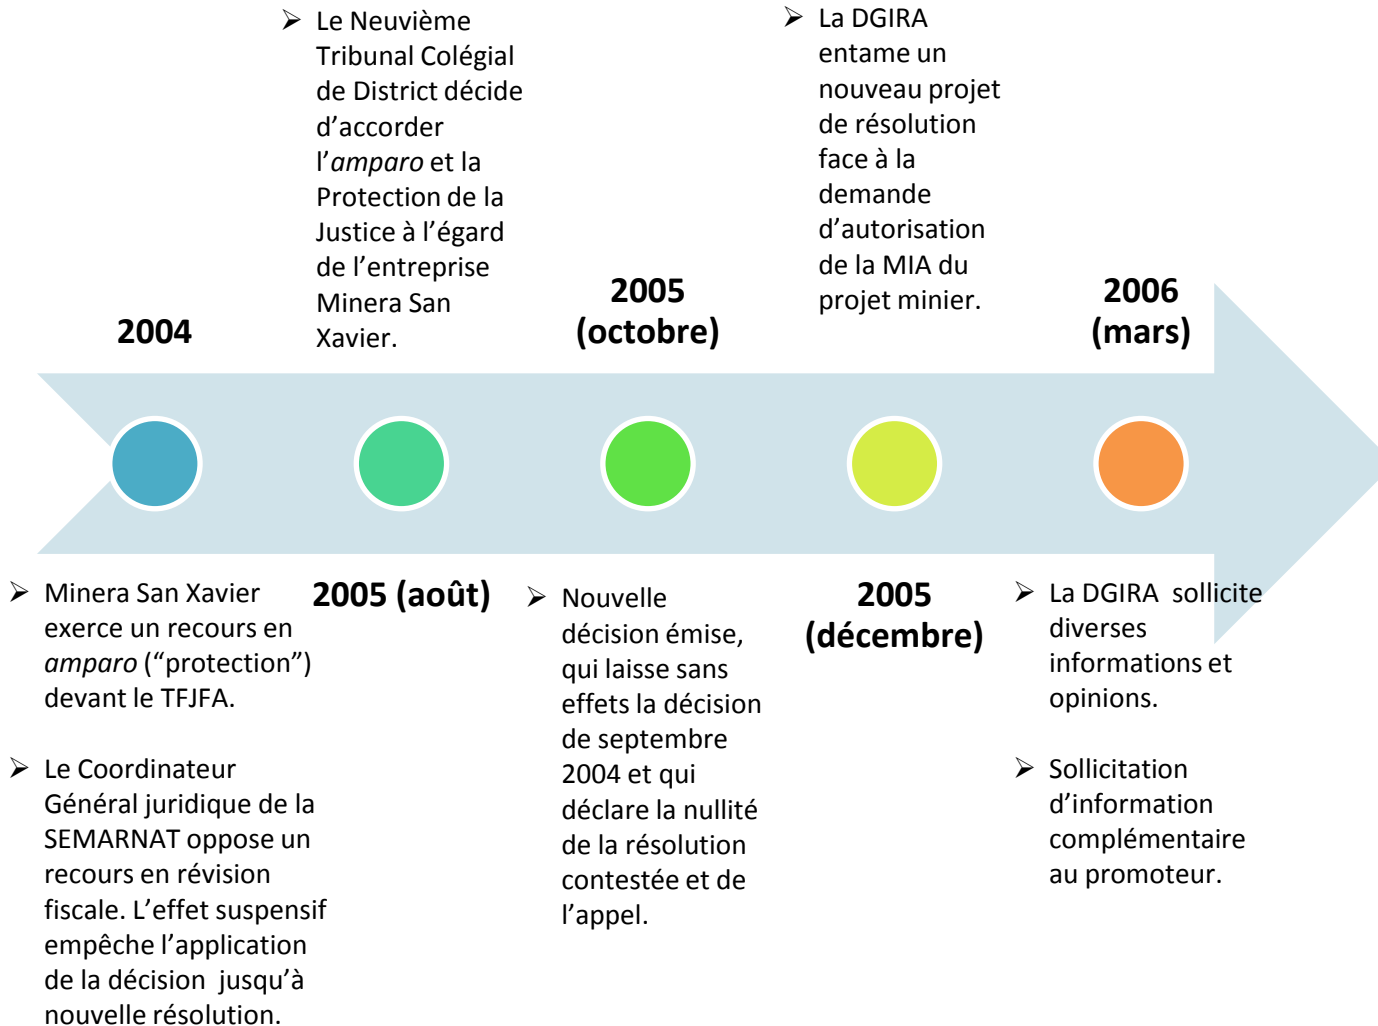 2004
➢ Minera San Xavier
exerce un recours en
amparo (“protection”)
devant le TFJFA.
➢ Le Coordinateur
Général juridique de la
SEMARNAT oppose un
recours en révision
fiscale. L’effet suspensif
empêche l’application
de la décision jusqu’à
nouvelle résolution.
➢ Le Neuvième
Tribunal Colégial
de District décide
d’accorder
l’amparo et la
Protection de la
Justice à l’égard
de l’entreprise
Minera San
Xavier.
2005 (août)
2005
(octobre)
➢ Nouvelle
décision émise,
qui laisse sans
effets la décision
de septembre
2004 et qui
déclare la nullité
de la résolution
contestée et de
l’appel.
➢ La DGIRA
entame un
nouveau projet
de résolution
face à la
demande
d’autorisation
de la MIA du
projet minier.
2005
(décembre)
2006
(mars)
➢ La DGIRA sollicite
diverses
informations et
opinions.
➢ Sollicitation
d’information
complémentaire
au promoteur.